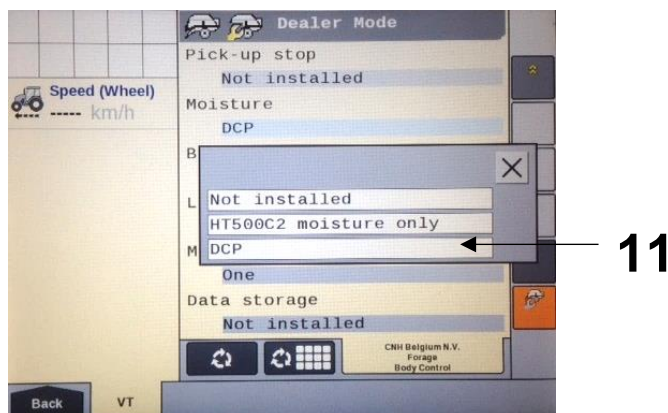 Dealer Mode
Pick-up stop
Not installed
Speed (Wheel)
----- km/h
Moisture
DCP
B
Not installed
L
HT500C2 moisture only
M
DCP
11
One
Data storage
Not installed
CNH Belgium N.V.
Forage
Body Control
Back
VT